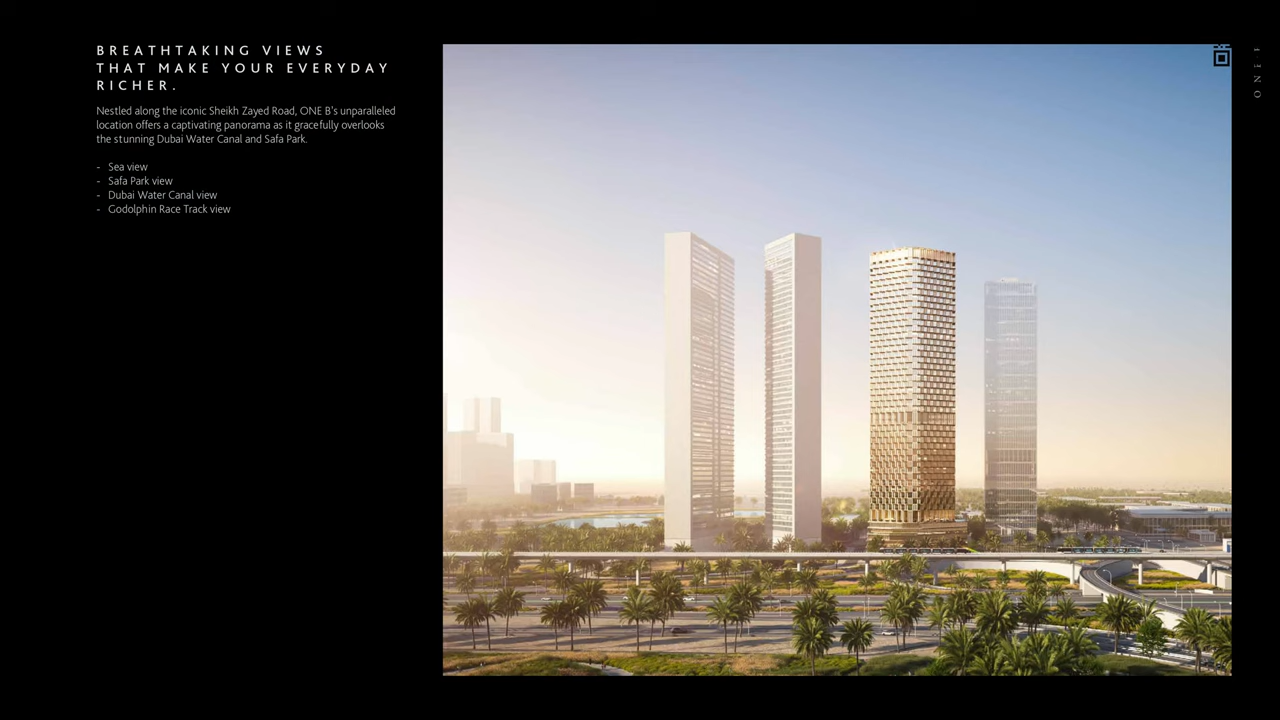 BREATHTAKING VIEWS
THAT MAKE YOUR EVERYDAY
RICHER.
Nestled along the iconic Sheikh Zayed Road, ONE B's unparalleled
location offers a captivating panorama as it gracefully overlooks
the stunning Dubai Water Canal and Safa Park.
- Sea view
- Safa Park view
- Dubai Water Canal view
- Godolphin Race Track view
ONE